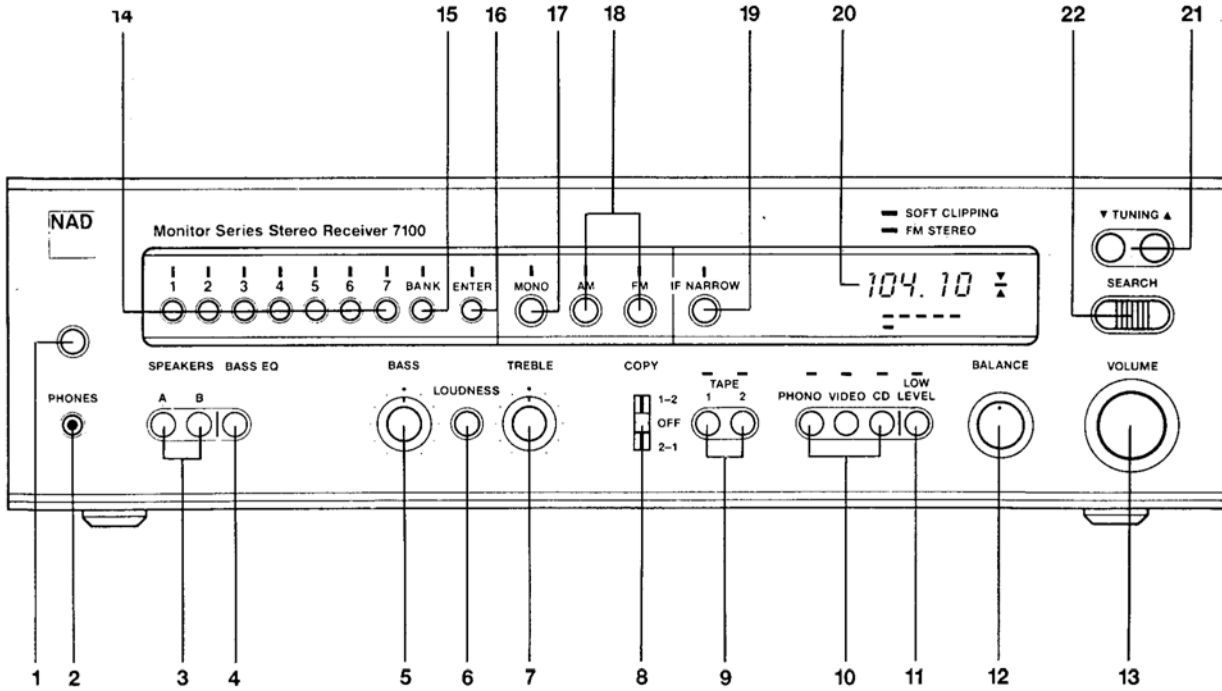 14 15 16 17 18 19 20 22 21
NAD
Monitor Series Stereo Receiver 7100
SOFT CLIPPING
FM STEREO
▼ TUNING ▲
1 2 3 4 5 6 7 BANK ENTER MONO AM FM IF NARROW
104.10
SEARCH
SPEAKERS BASS EQ BASS TREBLE COPY BALANCE VOLUME
PHONES A B LOUDNESS
1-2
OFF
2-1
TAPE
1 2
PHONO VIDEO CD LOW LEVEL
1 2 3 4 5 6 7 8 9 10 11 12 13